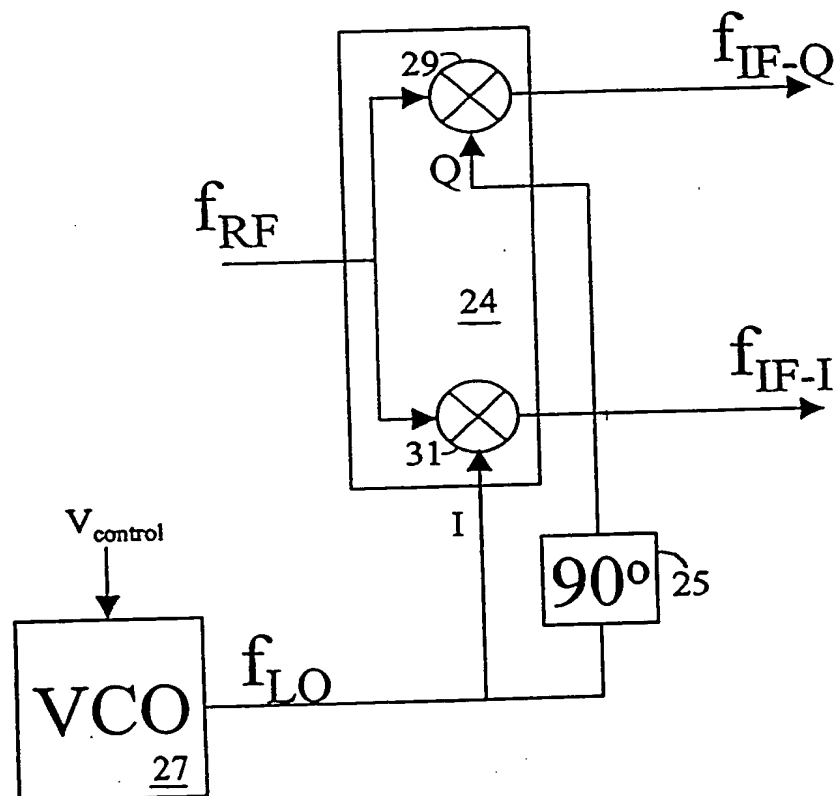 29
f_IF-Q
Q
f_RF
24
f_IF-I
31
I
v_control
90°
25
f_LO
VCO
27